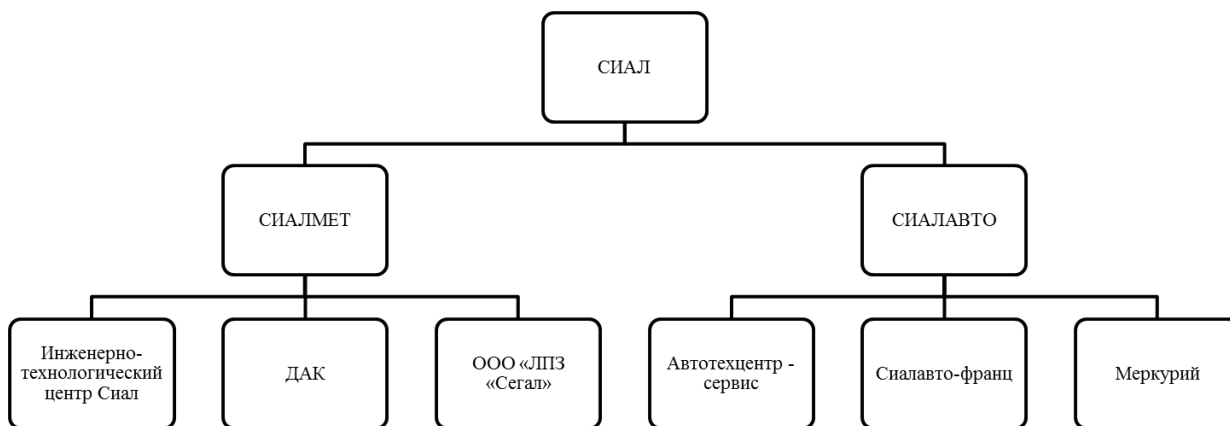 СИАЛ
СИАЛМЕТ
СИАЛАВТО
Инженерно-
технологический
центр Сиал
ДАК
ООО «ЛПЗ
«Сегал»
Автотехцентр -
сервис
Сиалавто-франц
Меркурий